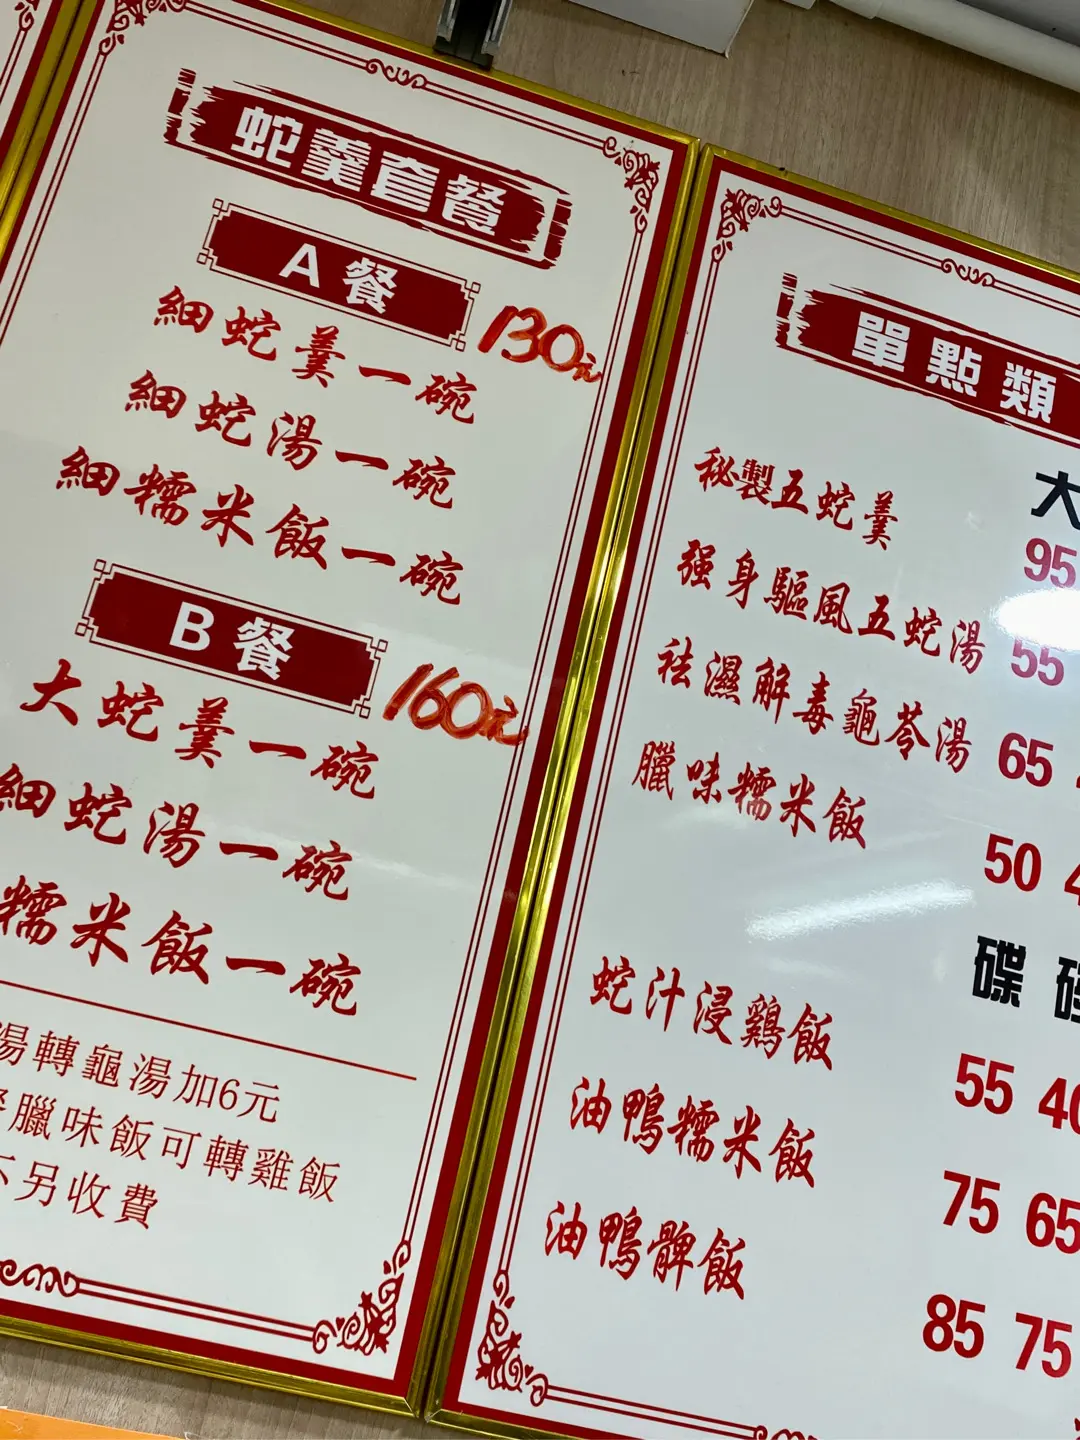 蛇羹套餐
A餐 130元
細蛇羹一碗
細蛇湯一碗
細糯米飯一碗
B餐 160元
大蛇羹一碗
細蛇湯一碗
糯米飯一碗
湯轉龜湯加6元
臘味飯可轉雞飯
不另收費
單點類
大
秘製五蛇羹 95
强身驅風五蛇湯 55
祛濕解毒龜苓湯 65
臘味糯米飯 50 4
碟 碗
蛇汁浸鷄飯 55 40
油鴨糯米飯 75 65
油鴨髀飯 85 75